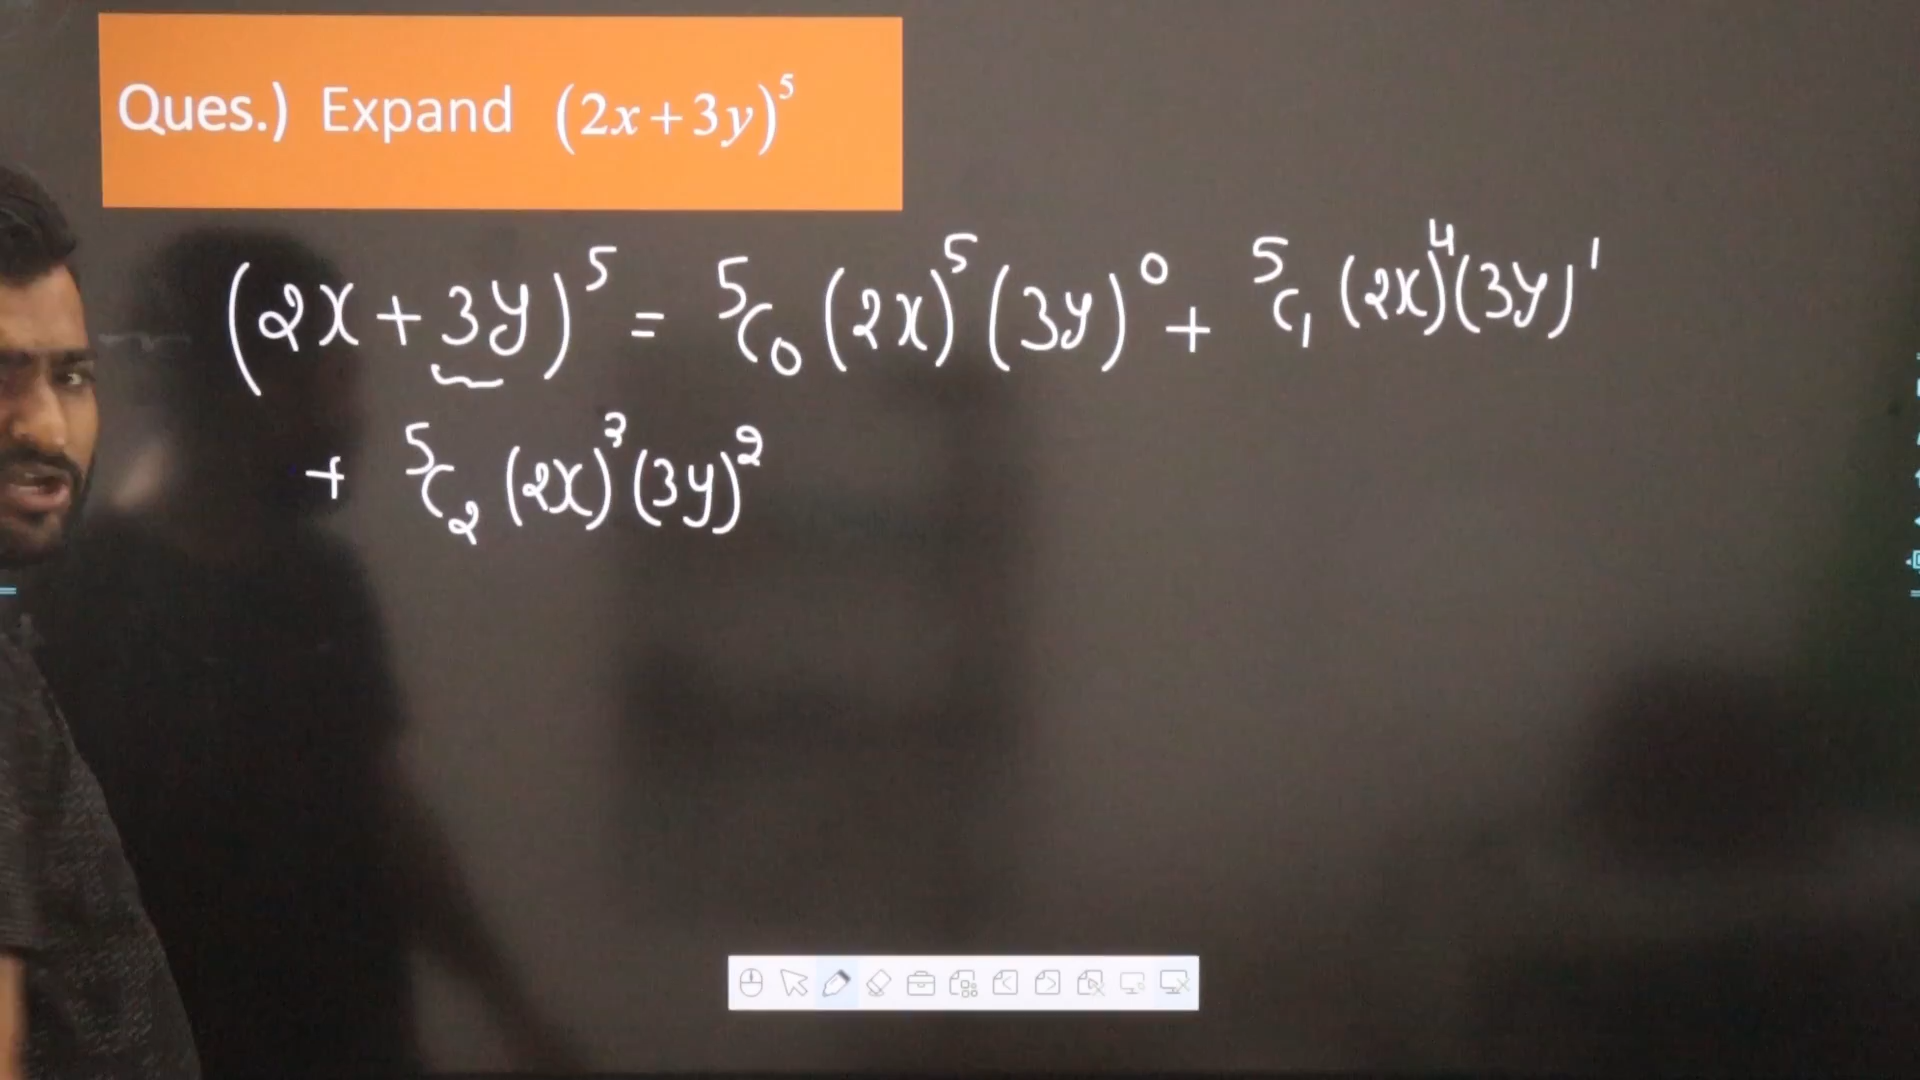 Ques.) Expand (2x+3y)⁵
(2x+3y)⁵ = ⁵C₀ (2x)⁵ (3y)⁰ + ⁵C₁ (2x)⁴(3y)¹
+ ⁵C₂ (2x)³(3y)²